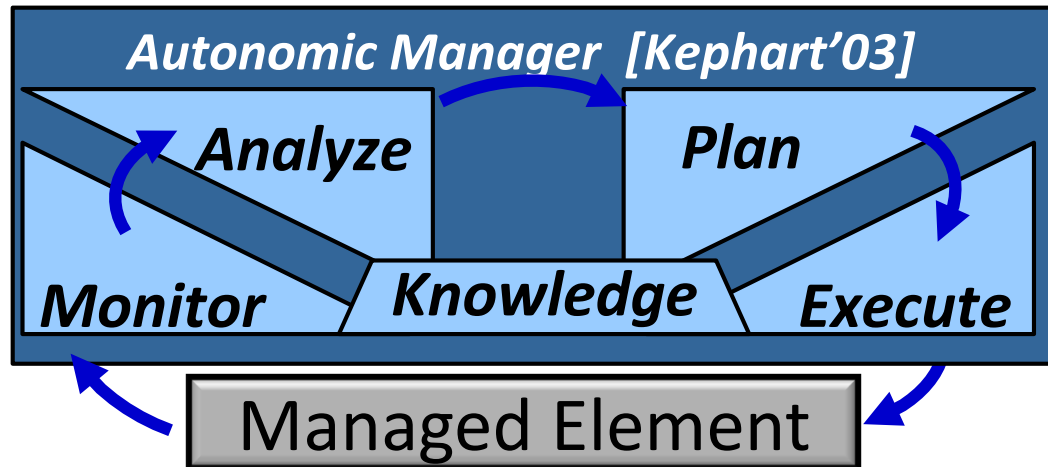 Autonomic Manager [Kephart’03]
Analyze
Plan
Monitor
Knowledge
Execute
Managed Element